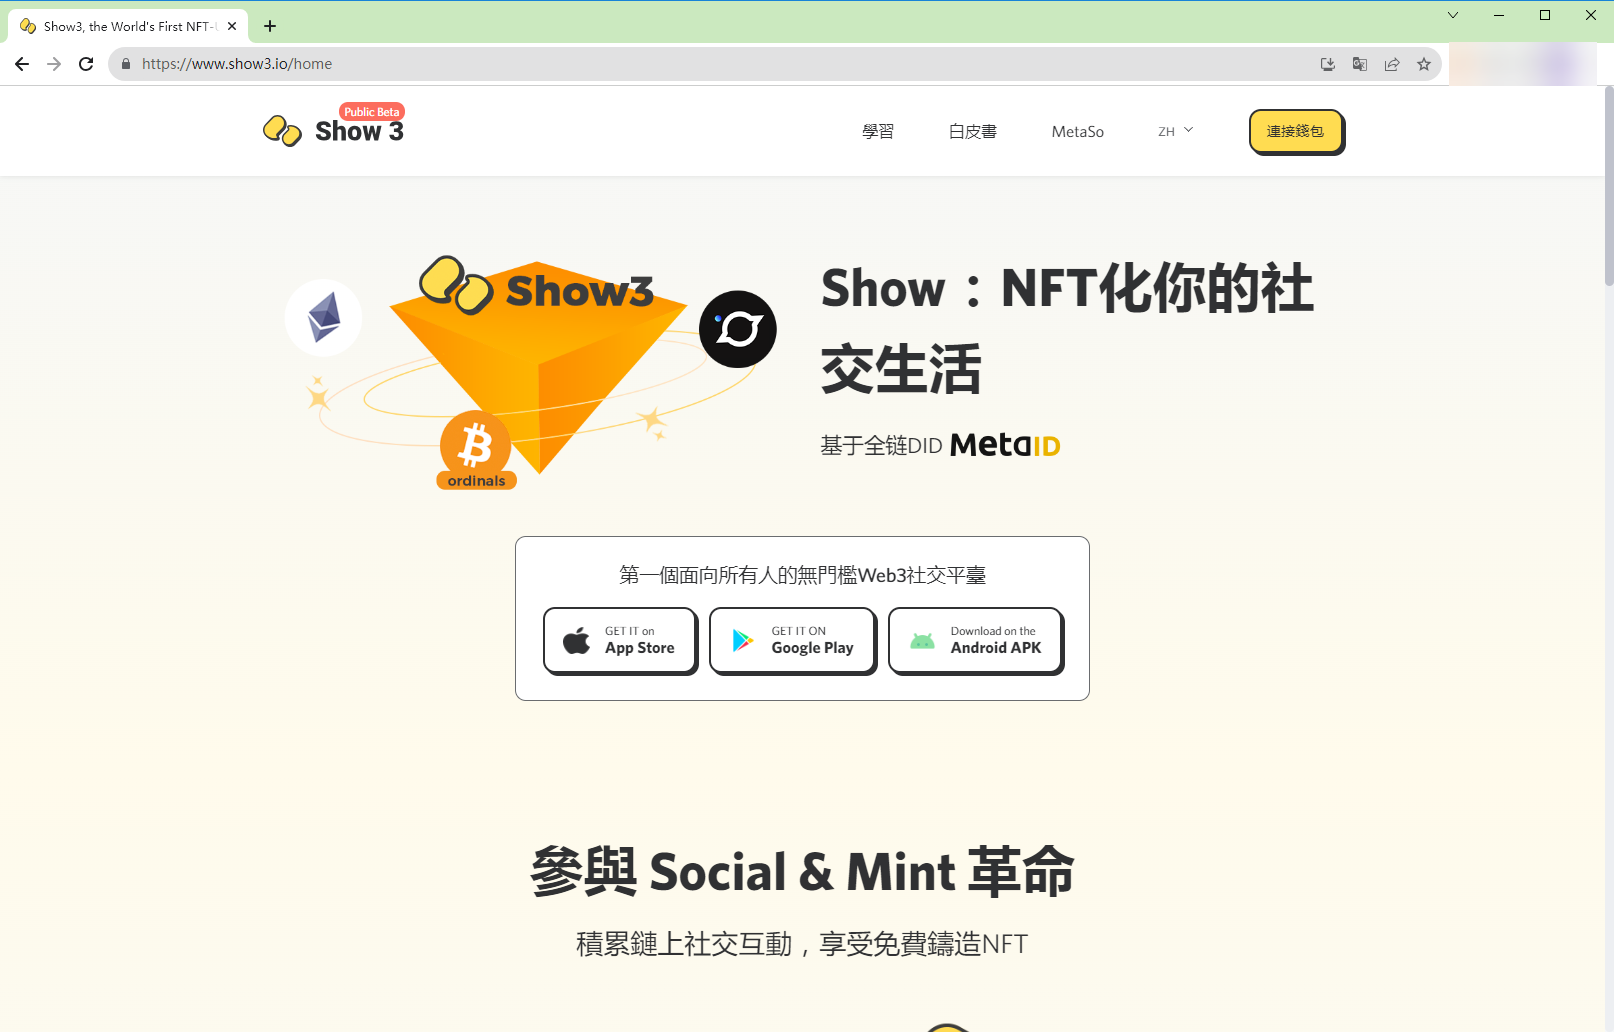 Show3, the World's First NFT-
https://www.show3.io/home
Public Beta
Show 3
學習
白皮書
MetaSo
ZH
連接錢包
Show3
ordinals
Show：NFT化你的社
交生活
基于全链DID MetaID
第一個面向所有人的無門檻Web3社交平臺
GET IT on
App Store
GET IT ON
Google Play
Download on the
Android APK
參與 Social & Mint 革命
積累鏈上社交互動，享受免費鑄造NFT